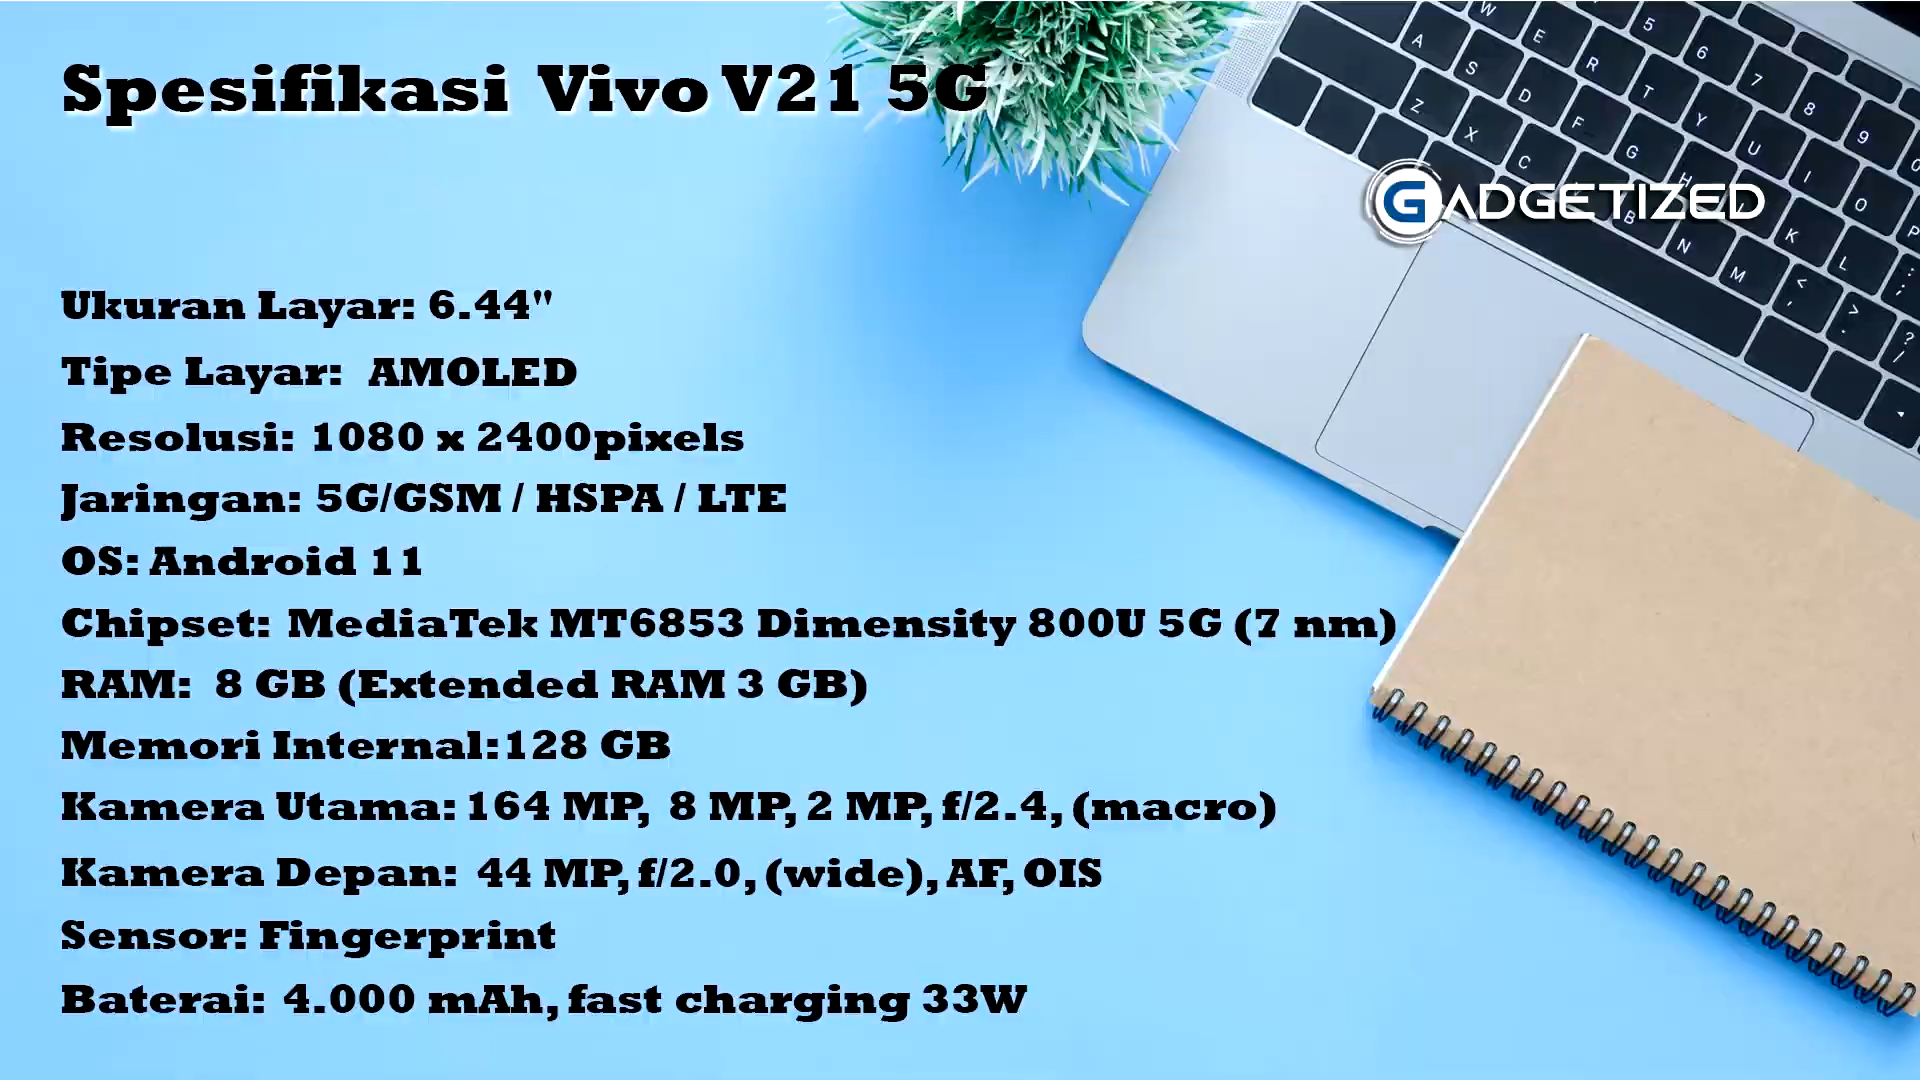 Spesifikasi Vivo V21 5G
GADGETIZED
Ukuran Layar: 6.44"
Tipe Layar: AMOLED
Resolusi: 1080 x 2400pixels
Jaringan: 5G/GSM / HSPA / LTE
OS: Android 11
Chipset: MediaTek MT6853 Dimensity 800U 5G (7 nm)
RAM: 8 GB (Extended RAM 3 GB)
Memori Internal:128 GB
Kamera Utama: 164 MP, 8 MP, 2 MP, f/2.4, (macro)
Kamera Depan: 44 MP, f/2.0, (wide), AF, OIS
Sensor: Fingerprint
Baterai: 4.000 mAh, fast charging 33W